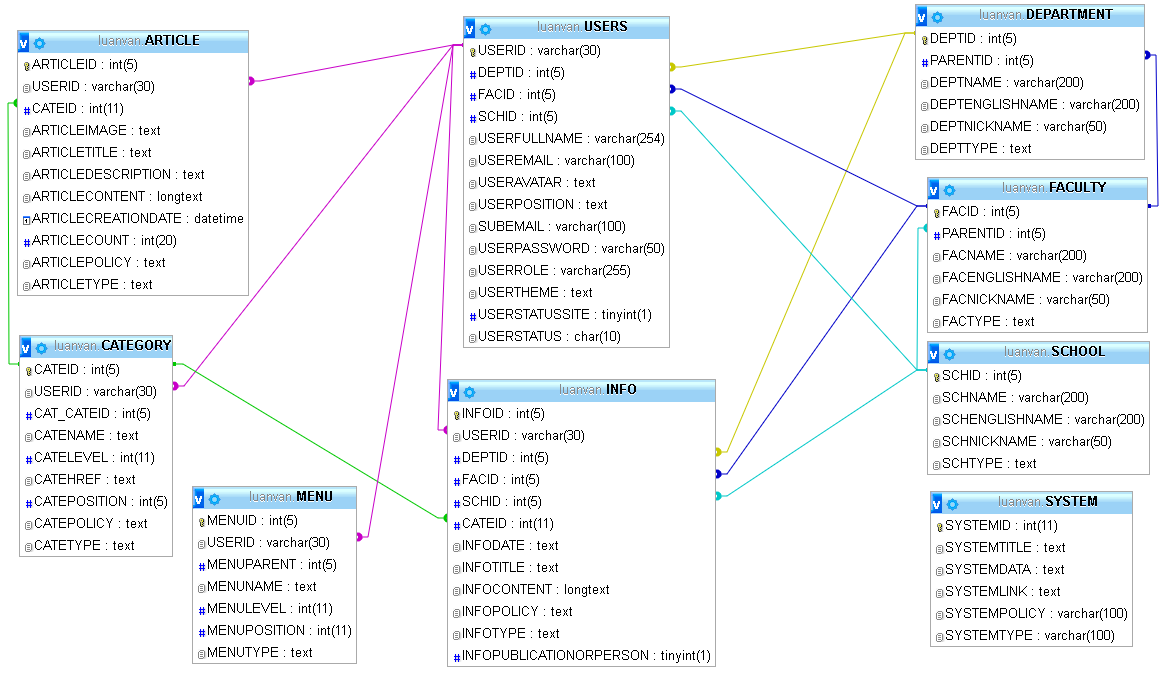 luanvan.ARTICLE
ARTICLEID : int(5)
USERID : varchar(30)
CATEID : int(11)
ARTICLEIMAGE : text
ARTICLETITLE : text
ARTICLEDESCRIPTION : text
ARTICLECONTENT : longtext
ARTICLECREATIONDATE : datetime
ARTICLECOUNT : int(20)
ARTICLEPOLICY : text
ARTICLETYPE : text
luanvan.CATEGORY
CATEID : int(5)
USERID : varchar(30)
CAT_CATEID : int(5)
CATENAME : text
CATELEVEL : int(11)
CATEHREF : text
CATEPOSITION : int(5)
CATEPOLICY : text
CATETYPE : text
luanvan.MENU
MENUID : int(5)
USERID : varchar(30)
MENUPARENT : int(5)
MENUNAME : text
MENULEVEL : int(11)
MENUPOSITION : int(11)
MENUTYPE : text
luanvan.USERS
USERID : varchar(30)
DEPTID : int(5)
FACID : int(5)
SCHID : int(5)
USERFULLNAME : varchar(254)
USEREMAIL : varchar(100)
USERAVATAR : text
USERPOSITION : text
SUBEMAIL : varchar(100)
USERPASSWORD : varchar(50)
USERROLE : varchar(255)
USERTHEME : text
USERSTATUSSITE : tinyint(1)
USERSTATUS : char(10)
luanvan.INFO
INFOID : int(5)
USERID : varchar(30)
DEPTID : int(5)
FACID : int(5)
SCHID : int(5)
CATEID : int(11)
INFODATE : text
INFOTITLE : text
INFOCONTENT : longtext
INFOPOLICY : text
INFOTYPE : text
INFOPUBLICATIONORPERSON : tinyint(1)
luanvan.DEPARTMENT
DEPTID : int(5)
PARENTID : int(5)
DEPTNAME : varchar(200)
DEPTENGLISHNAME : varchar(200)
DEPTNICKNAME : varchar(50)
DEPTTYPE : text
luanvan.FACULTY
FACID : int(5)
PARENTID : int(5)
FACNAME : varchar(200)
FACENGLISHNAME : varchar(200)
FACNICKNAME : varchar(50)
FACTYPE : text
luanvan.SCHOOL
SCHID : int(5)
SCHNAME : varchar(200)
SCHENGLISHNAME : varchar(200)
SCHNICKNAME : varchar(50)
SCHTYPE : text
luanvan.SYSTEM
SYSTEMID : int(11)
SYSTEMTITLE : text
SYSTEMDATA : text
SYSTEMLINK : text
SYSTEMPOLICY : varchar(100)
SYSTEMTYPE : varchar(100)